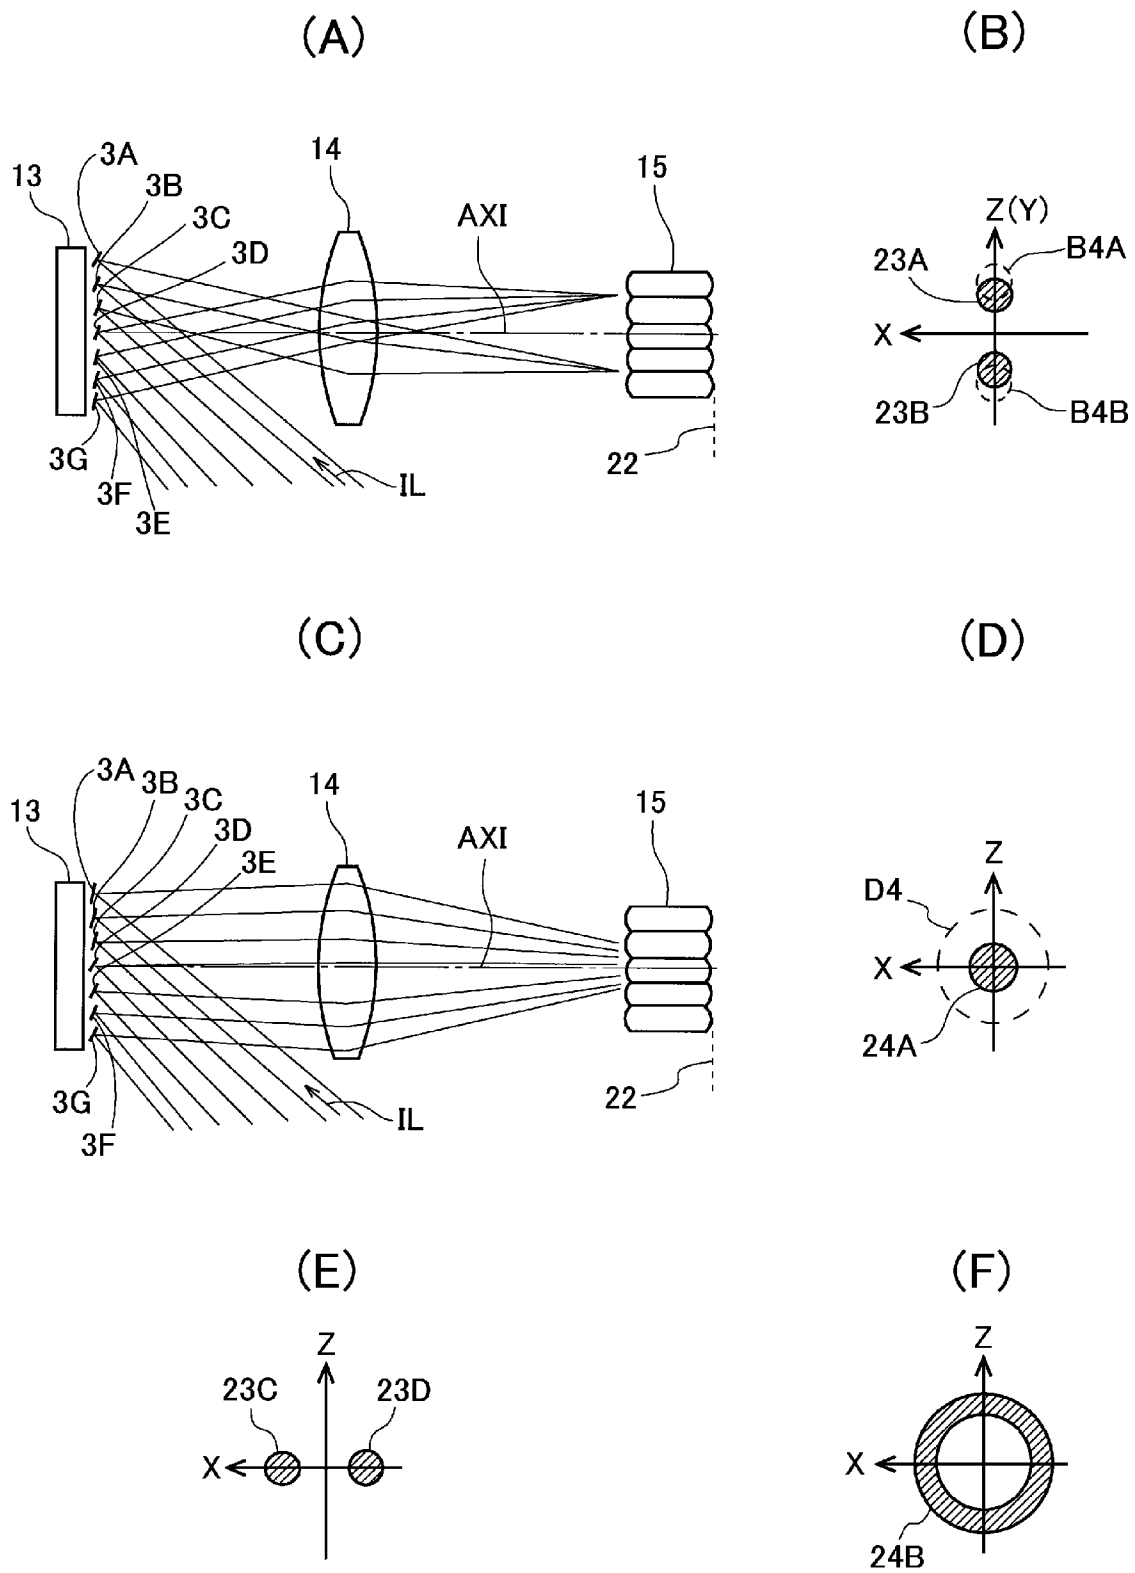 (A)
(B)
3A
14
15
13
3B
3C
AXI
Z(Y)
3D
23A
B4A
X
3G
22
23B
B4B
3F
IL
3E
(C)
(D)
3A
3B
14
15
13
3C
3D
AXI
Z
3E
D4
X
24A
3G
22
3F
IL
(E)
(F)
Z
Z
23C
23D
X
X
24B